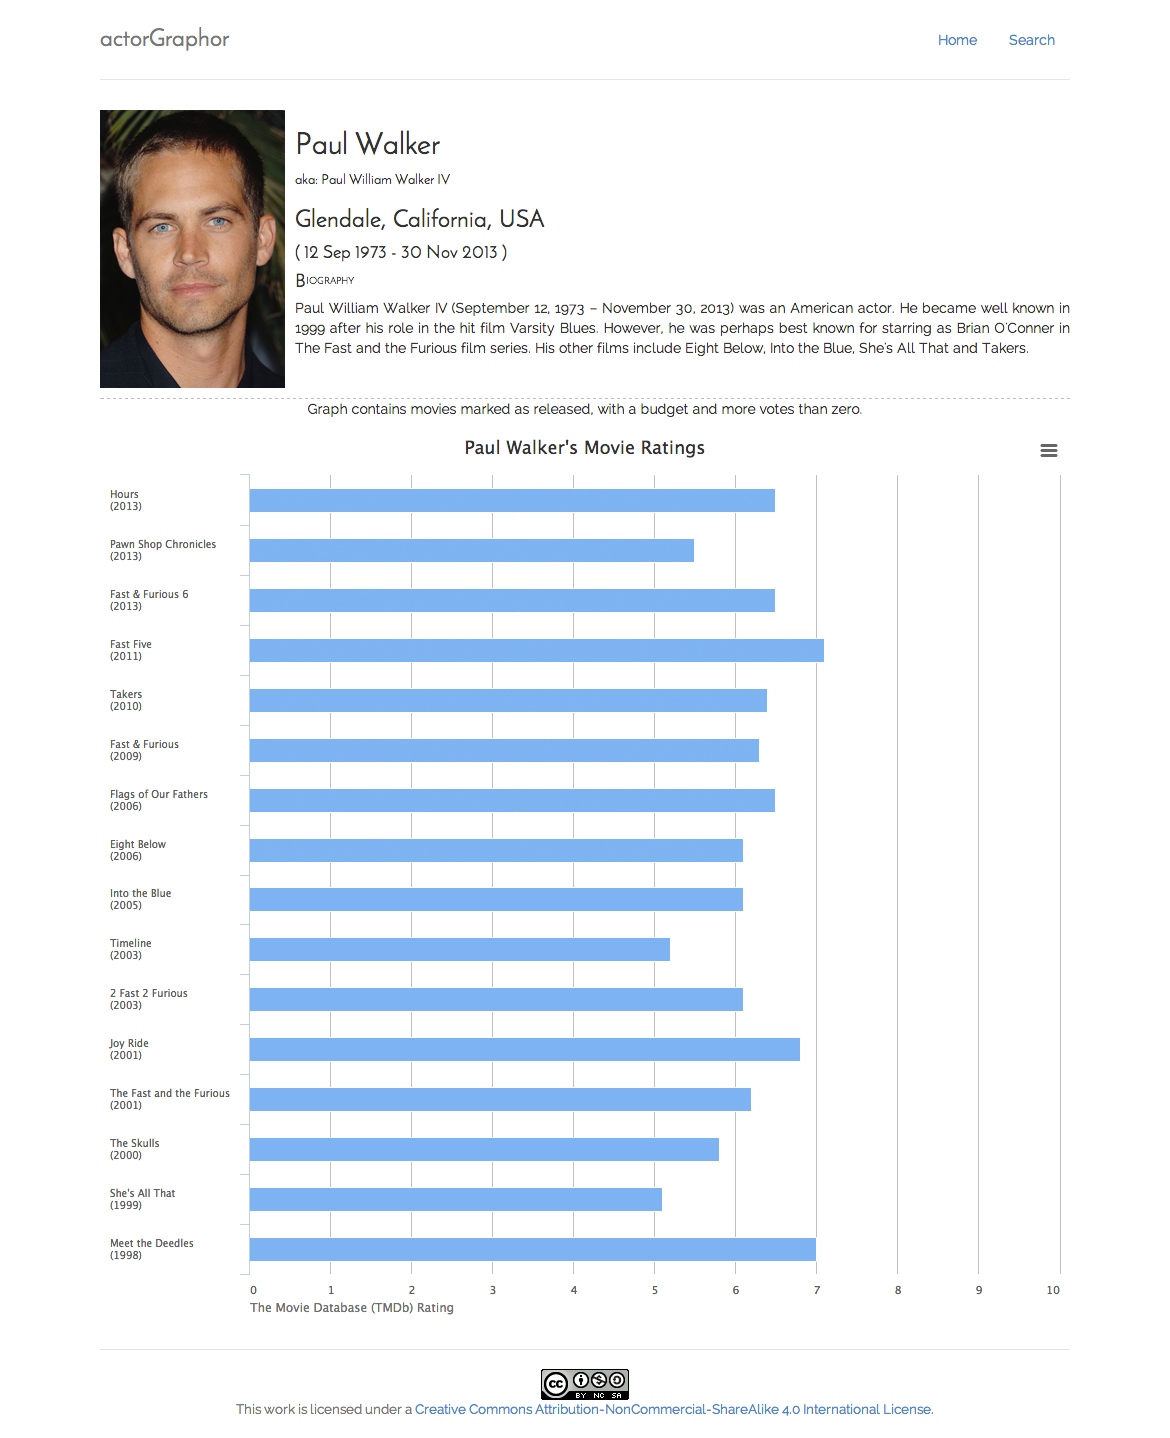 actorGraphor
Home
Search
Paul Walker
aka: Paul William Walker IV
Glendale, California, USA
( 12 Sep 1973 - 30 Nov 2013 )
Biography
Paul William Walker IV (September 12, 1973 – November 30, 2013) was an American actor. He became well known in
1999 after his role in the hit film Varsity Blues. However, he was perhaps best known for starring as Brian O'Conner in
The Fast and the Furious film series. His other films include Eight Below, Into the Blue, She's All That and Takers.
Graph contains movies marked as released, with a budget and more votes than zero.
Paul Walker's Movie Ratings
Hours
(2013)
Pawn Shop Chronicles
(2013)
Fast & Furious 6
(2013)
Fast Five
(2011)
Takers
(2010)
Fast & Furious
(2009)
Flags of Our Fathers
(2006)
Eight Below
(2006)
Into the Blue
(2005)
Timeline
(2003)
2 Fast 2 Furious
(2003)
Joy Ride
(2001)
The Fast and the Furious
(2001)
The Skulls
(2000)
She's All That
(1999)
Meet the Deedles
(1998)
0 1 2 3 4 5 6 7 8 9 10
The Movie Database (TMDb) Rating
cc
BY NC SA
This work is licensed under a Creative Commons Attribution-NonCommercial-ShareAlike 4.0 International License.